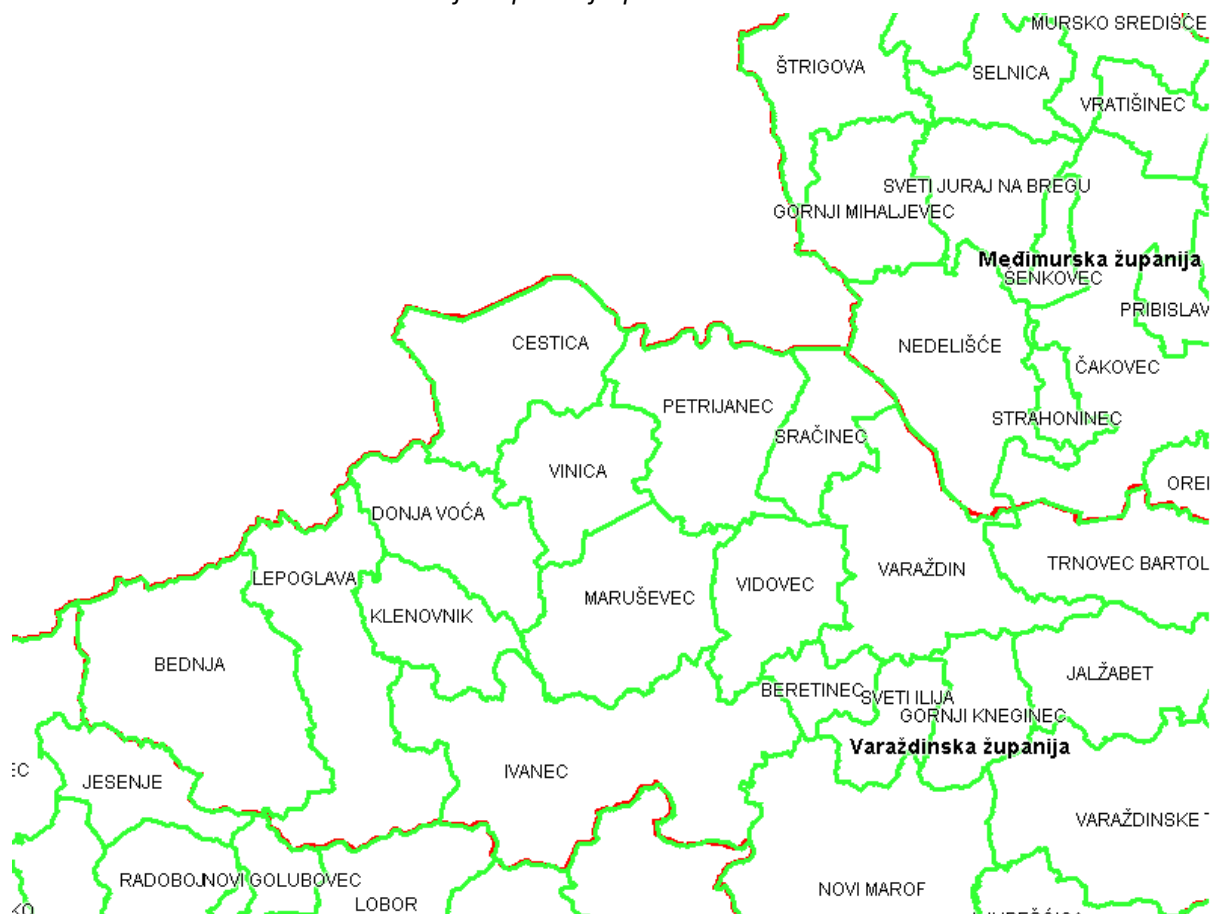 MURSKO SREDIŠĆE
ŠTRIGOVA
SELNICA
VRATIŠINEC
SVETI JURAJ NA BREGU
GORNJI MIHALJEVEC
Međimurska županija
ŠENKOVEC
PRIBISLAV
CESTICA
NEDELIŠĆE
ČAKOVEC
PETRIJANEC
STRAHONINEC
SRAČINEC
VINICA
OREI
DONJA VOĆA
TRNOVEC BARTOL
LEPOGLAVA
VARAŽDIN
VIDOVEC
MARUŠEVEC
KLENOVNIK
BEDNJA
JALŽABET
BERETINEC
SVETI ILIJA
GORNJI KNEGINEC
Varaždinska županija
EC
IVANEC
JESENJE
VARAŽDINSKE T
RADOBOJ
NOVI GOLUBOVEC
NOVI MAROF
LOBOR